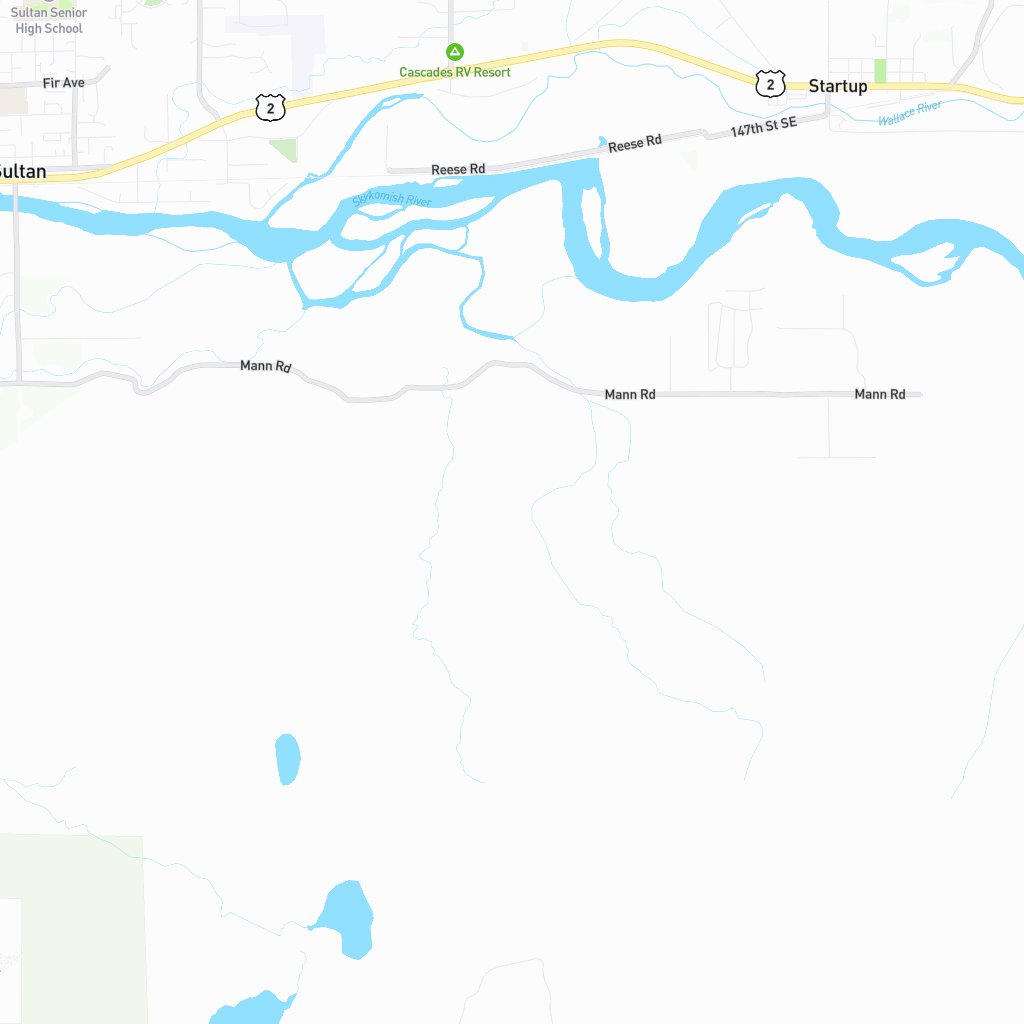 Sultan Senior
High School
Fir Ave
Cascades RV Resort
2
2
Startup
Wallace River
147th St SE
Reese Rd
Reese Rd
Sultan
Skykomish River
Mann Rd
Mann Rd
Mann Rd